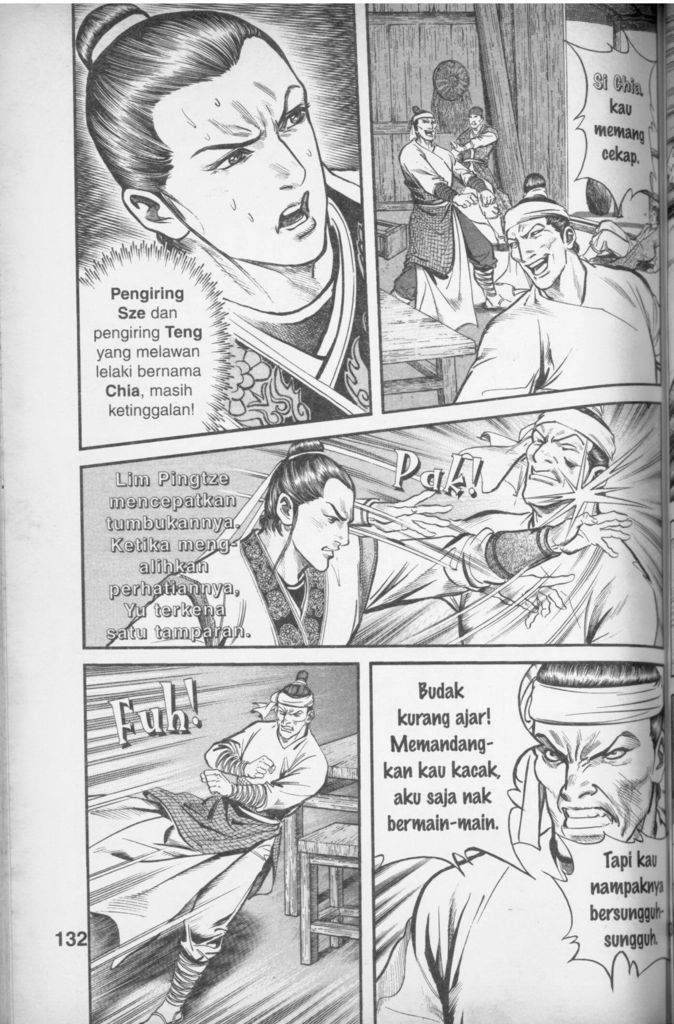 Pengiring
Sze dan
pengiring Teng
yang melawan
lelaki bernama
Chia, masih
ketinggalan!
Si Chia,
kau
memang
cekap.
Lim Pingtze
mencepatkan
tumbukannya.
Ketika meng-
alihkan
perhatiannya,
Yu terkena
satu tamparan.
Pak!
Fuh!
Budak
kurang ajar!
Memandang-
kan kau kacak,
aku saja nak
bermain-main.
Tapi kau
nampaknya
bersungguh-
sungguh.
132